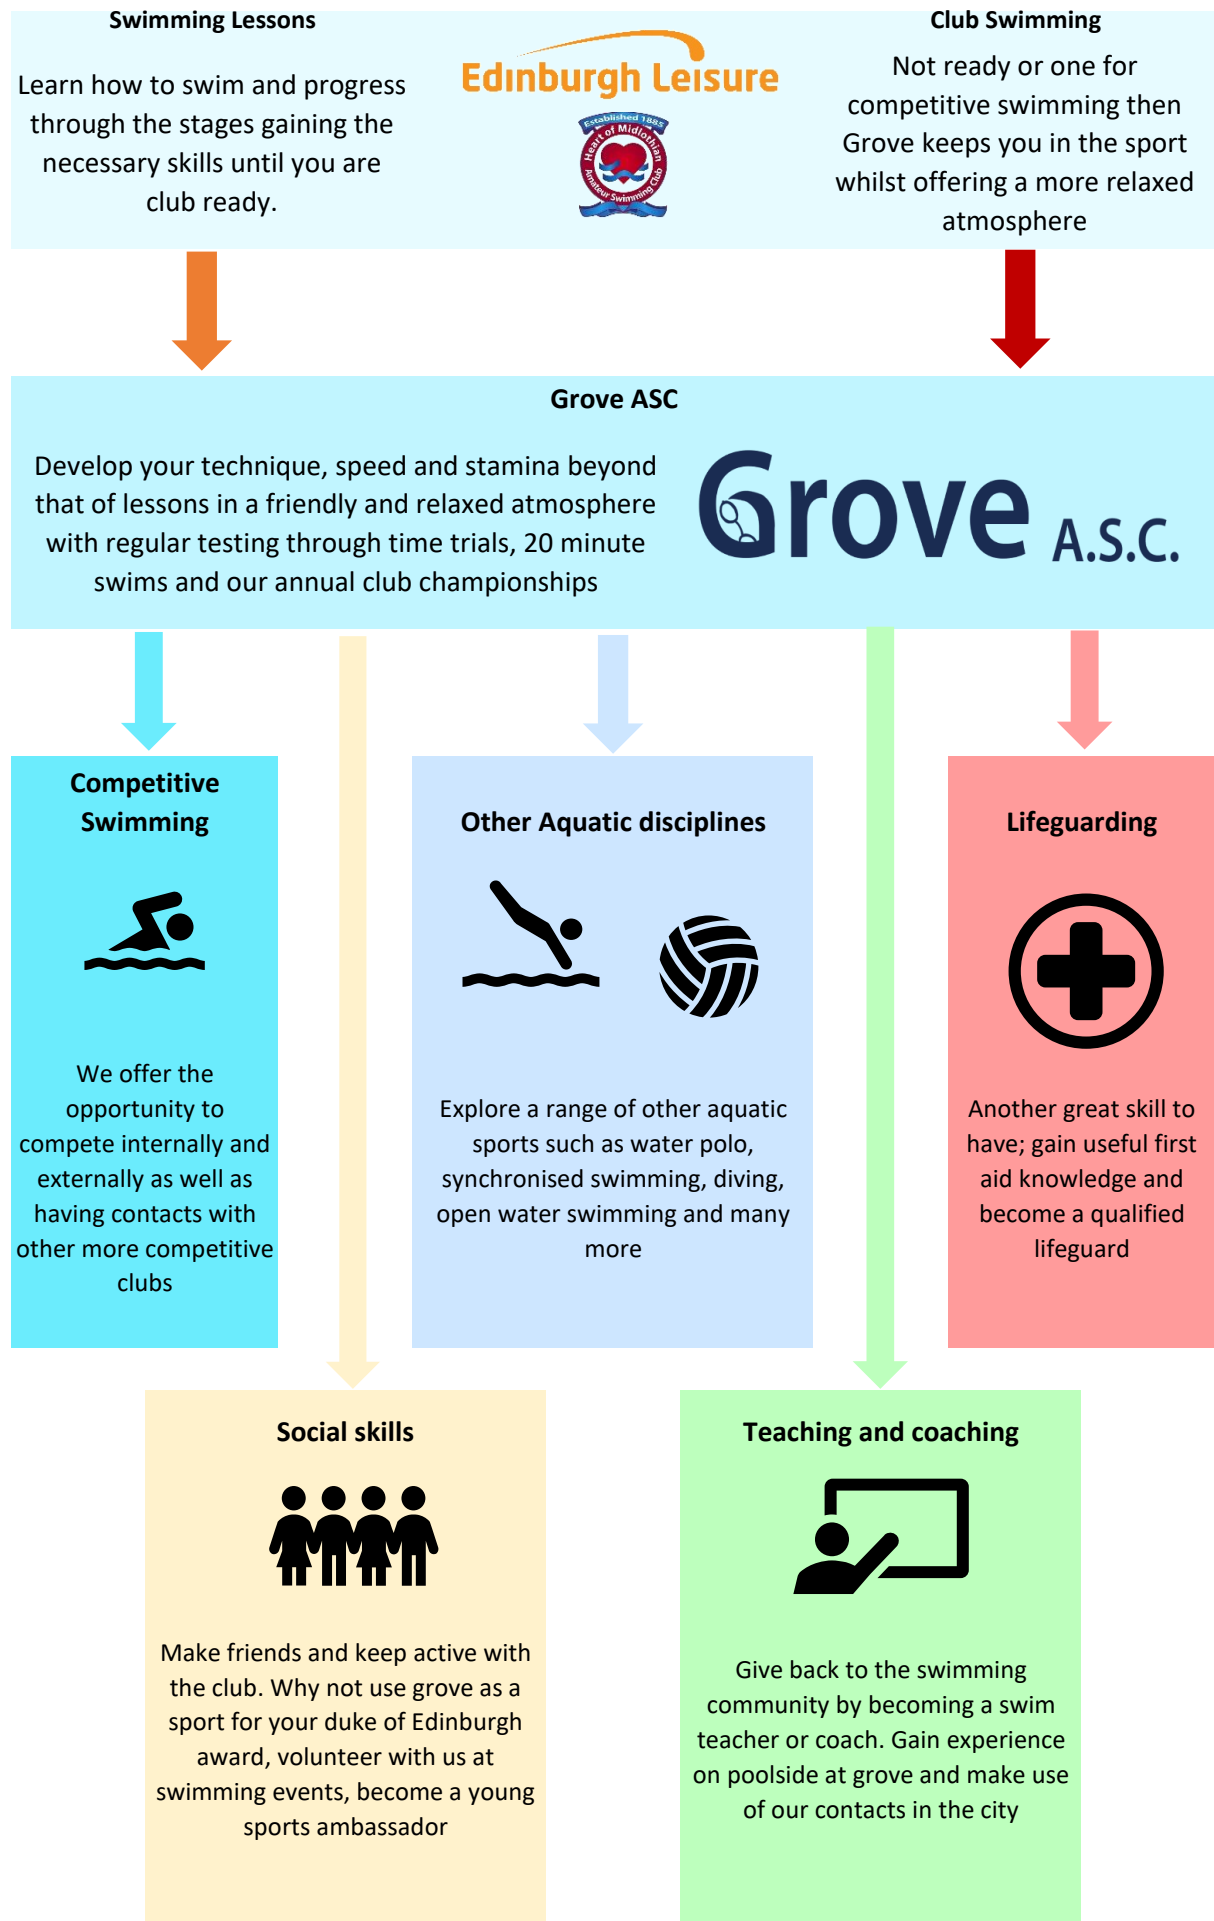 Swimming Lessons
Learn how to swim and progress
through the stages gaining the
necessary skills until you are
club ready.
Edinburgh Leisure
Established 1885
Heart of Midlothian
Amateur Swimming Club
Club Swimming
Not ready or one for
competitive swimming then
Grove keeps you in the sport
whilst offering a more relaxed
atmosphere
Grove ASC
Develop your technique, speed and stamina beyond
that of lessons in a friendly and relaxed atmosphere
with regular testing through time trials, 20 minute
swims and our annual club championships
Grove A.S.C.
Competitive
Swimming
We offer the
opportunity to
compete internally and
externally as well as
having contacts with
other more competitive
clubs
Other Aquatic disciplines
Explore a range of other aquatic
sports such as water polo,
synchronised swimming, diving,
open water swimming and many
more
Lifeguarding
Another great skill to
have; gain useful first
aid knowledge and
become a qualified
lifeguard
Social skills
Make friends and keep active with
the club. Why not use grove as a
sport for your duke of Edinburgh
award, volunteer with us at
swimming events, become a young
sports ambassador
Teaching and coaching
Give back to the swimming
community by becoming a swim
teacher or coach. Gain experience
on poolside at grove and make use
of our contacts in the city